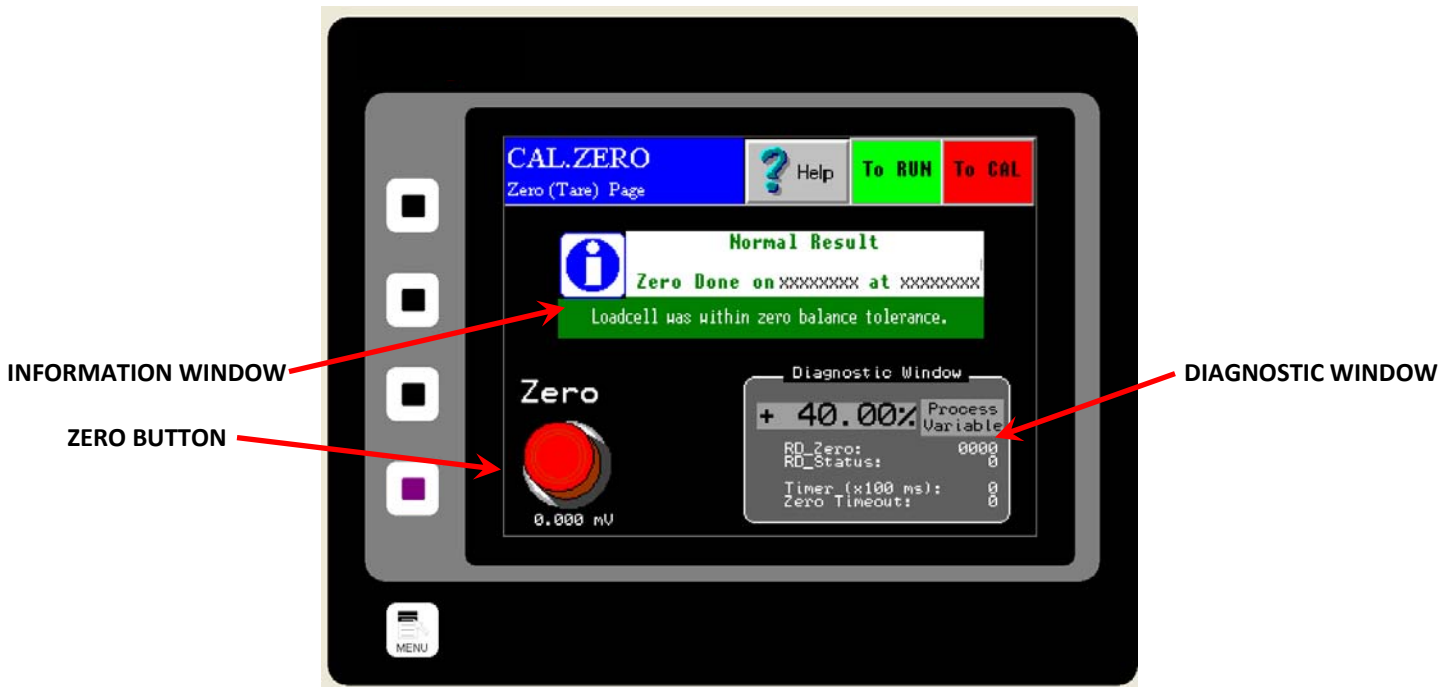 CAL.ZERO
Zero (Tare) Page
Help
To RUN
To CAL
Normal Result
Zero Done on xxxxxxxx at xxxxxxxx
Loadcell was within zero balance tolerance.
INFORMATION WINDOW
DIAGNOSTIC WINDOW
ZERO BUTTON
Zero
0.000 mV
Diagnostic Window
+ 40.00% Process Variable
RD_Zero: 0000
RD_Status: 0
Timer (x100 ms): 0
Zero Timeout: 0
MENU